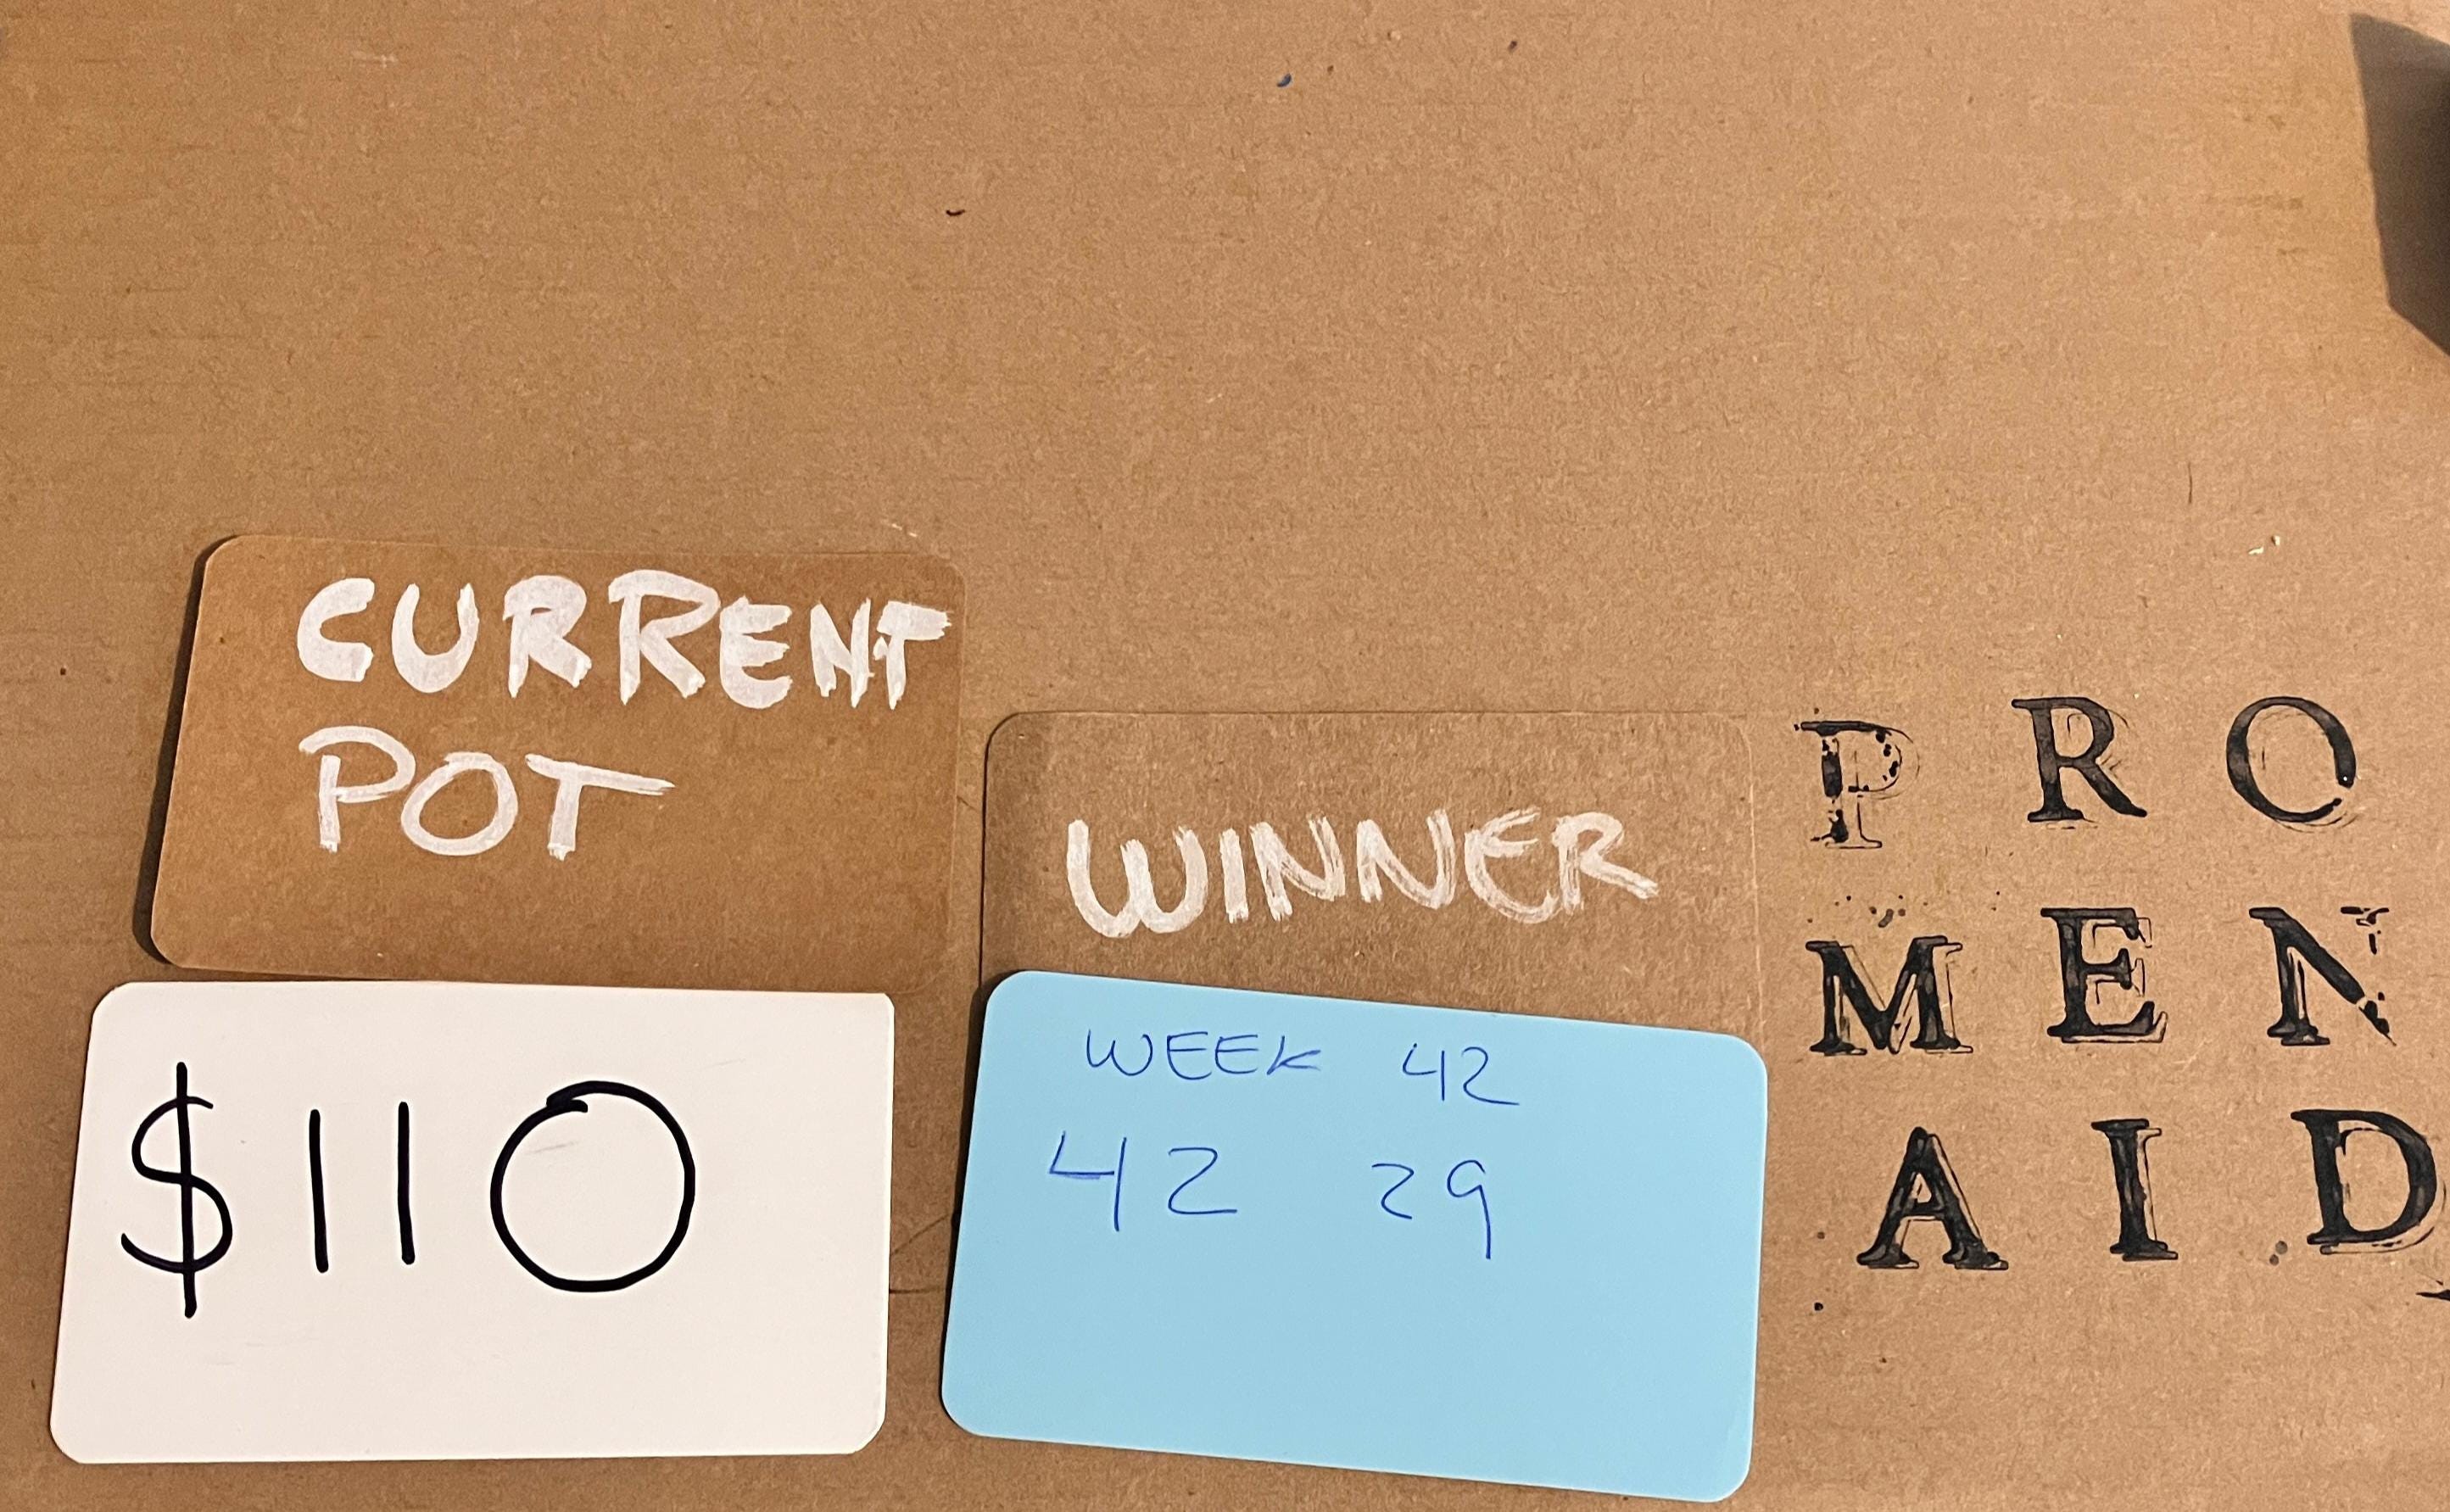 CURRENT
POT
$110
WINNER
WEEK 42
42 29
PRO
MEN
AID